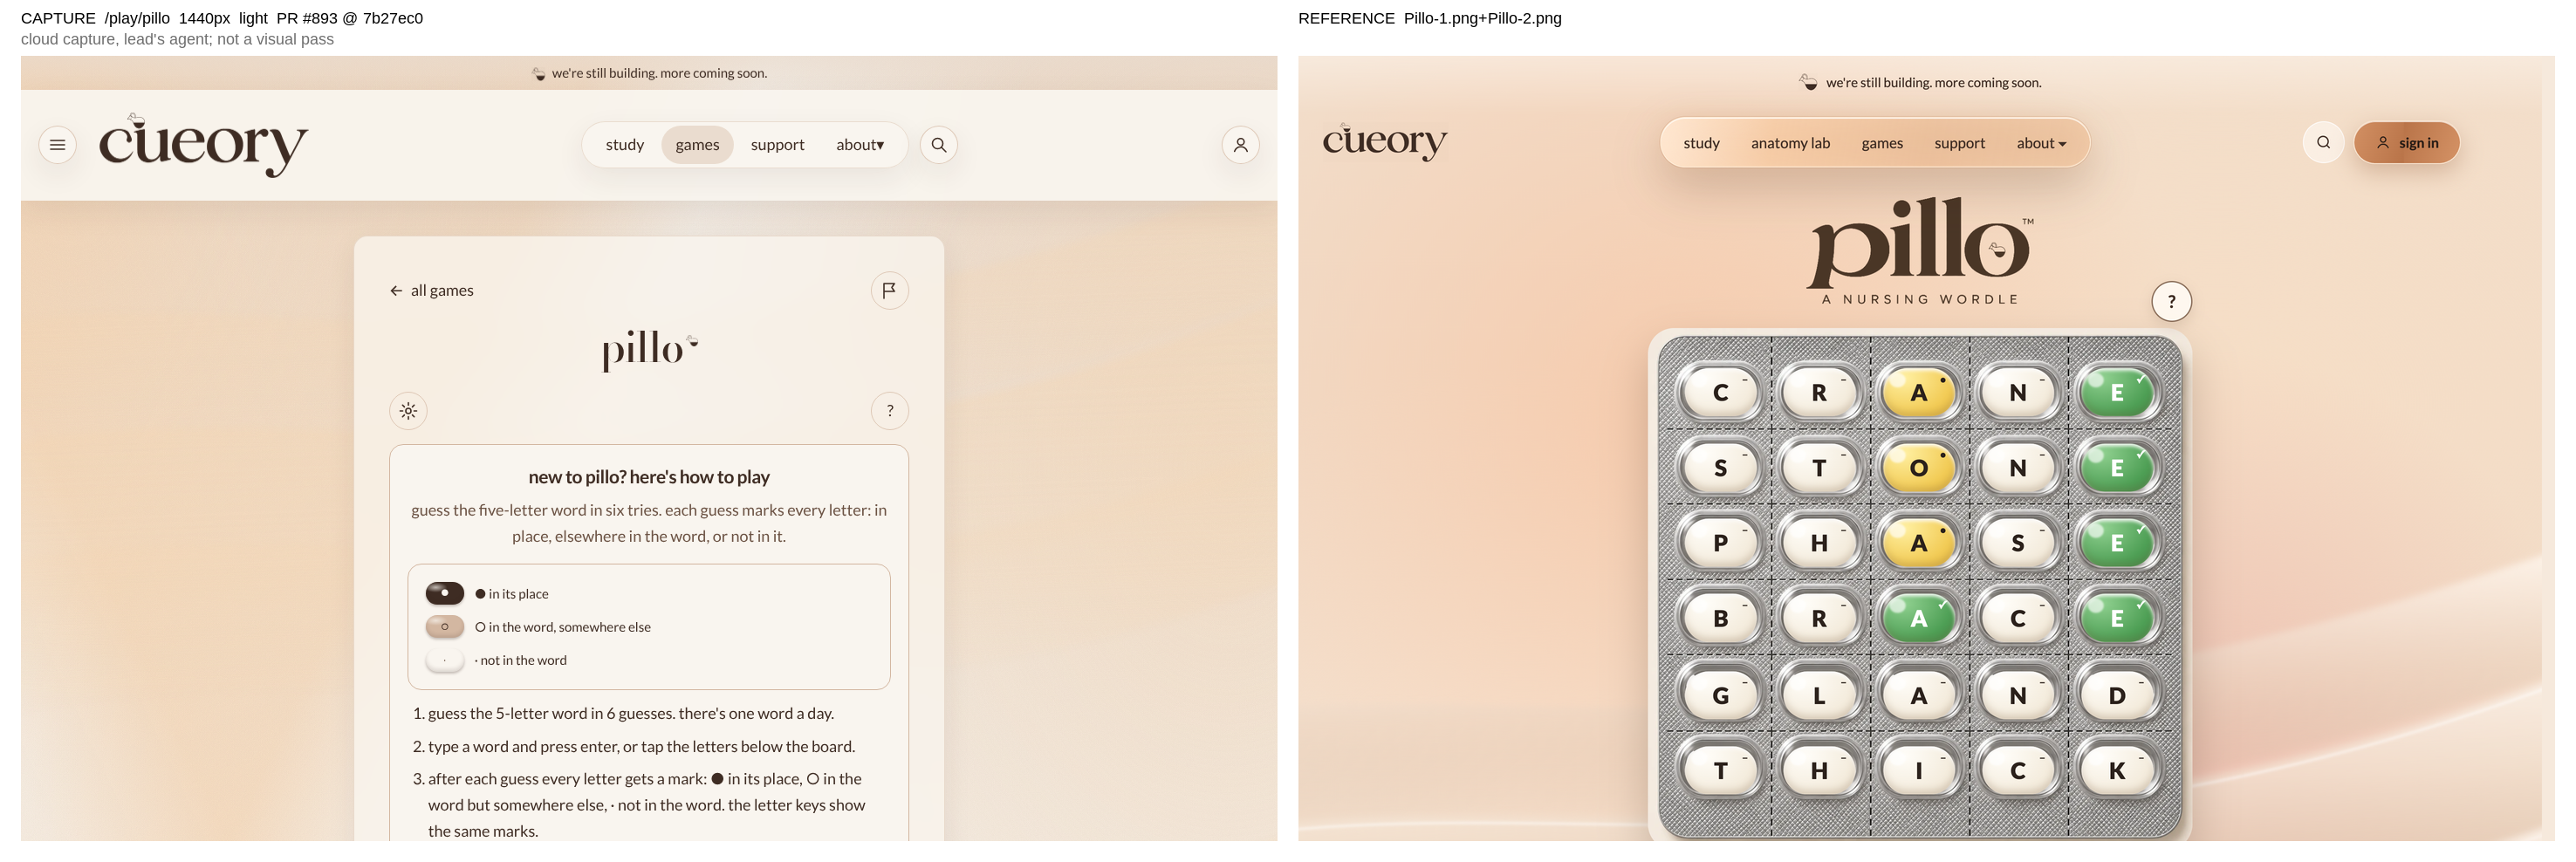 CAPTURE /play/pillo 1440px light PR #893 @ 7b27ec0
cloud capture, lead's agent; not a visual pass
we're still building. more coming soon.
cueory
study games support about▾
← all games
pillo
?
new to pillo? here's how to play
guess the five-letter word in six tries. each guess marks every letter: in
place, elsewhere in the word, or not in it.
● in its place
○ in the word, somewhere else
· not in the word
1. guess the 5-letter word in 6 guesses. there's one word a day.
2. type a word and press enter, or tap the letters below the board.
3. after each guess every letter gets a mark: ● in its place, ○ in the
word but somewhere else, · not in the word. the letter keys show
the same marks.
REFERENCE Pillo-1.png+Pillo-2.png
we're still building. more coming soon.
cueory
study anatomy lab games support about ▾
sign in
pillo™
A NURSING WORDLE
?
C R A N E
S T O N E
P H A S E
B R A C E
G L A N D
T H I C K